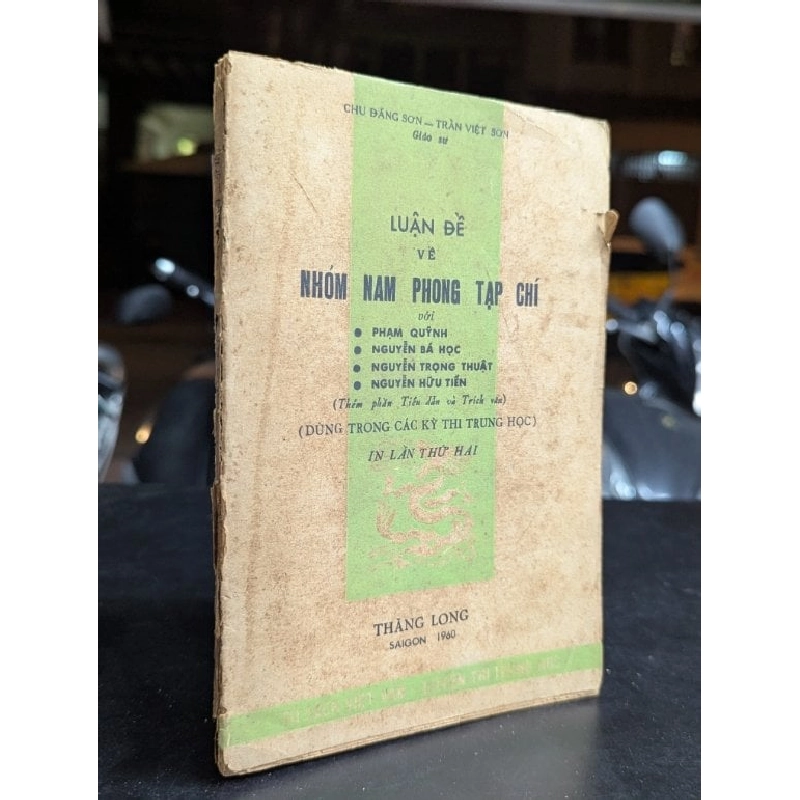 CHU ĐĂNG SƠN — TRẦN VIỆT SƠN
Giáo sư
LUẬN ĐỀ
VỀ
NHÓM NAM PHONG TẠP CHÍ
với
● PHẠM QUỲNH
● NGUYỄN BÁ HỌC
● NGUYỄN TRỌNG THUẬT
● NGUYỄN HỮU TIẾN
(Thêm phần Tiêu dẫn và Trích văn)
(DÙNG TRONG CÁC KỲ THI TRUNG HỌC)
IN LẦN THỨ HAI
THĂNG LONG
SAIGON 1960